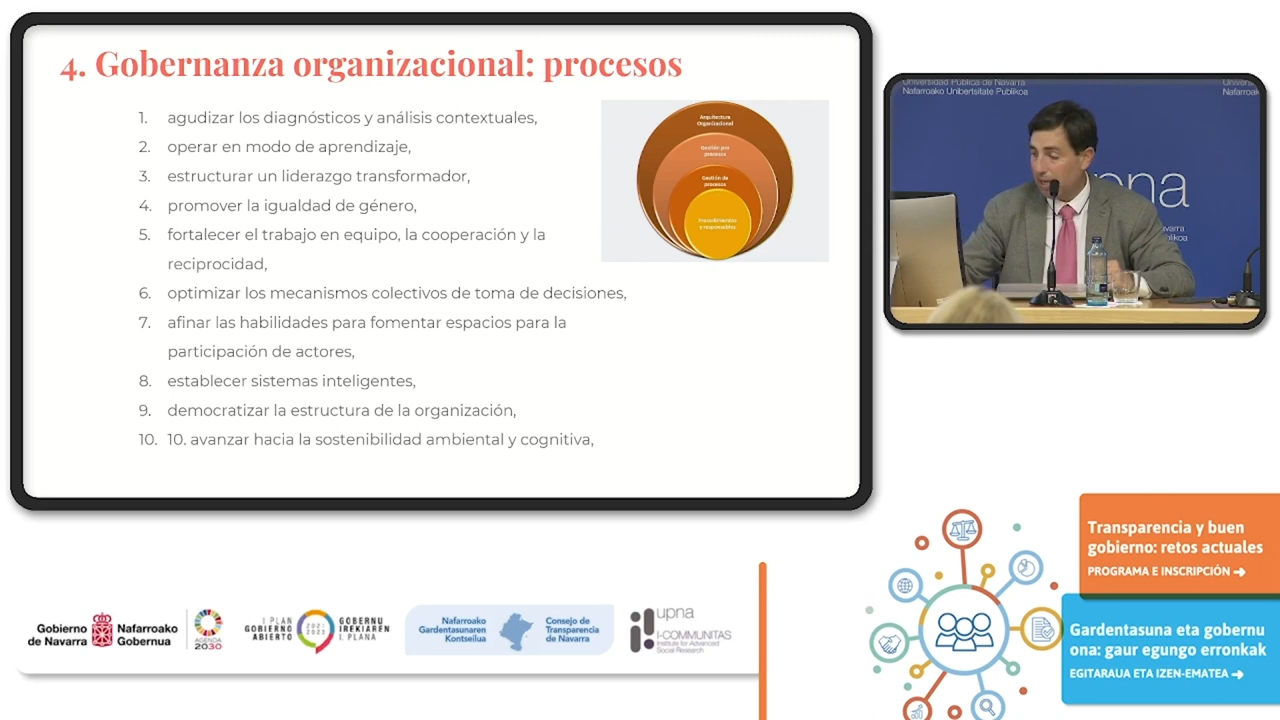 4. Gobernanza organizacional: procesos
1. agudizar los diagnósticos y análisis contextuales,
2. operar en modo de aprendizaje,
3. estructurar un liderazgo transformador,
4. promover la igualdad de género,
5. fortalecer el trabajo en equipo, la cooperación y la
reciprocidad,
6. optimizar los mecanismos colectivos de toma de decisiones,
7. afinar las habilidades para fomentar espacios para la
participación de actores,
8. establecer sistemas inteligentes,
9. democratizar la estructura de la organización,
10. 10. avanzar hacia la sostenibilidad ambiental y cognitiva,
Arquitectura
Organizacional
Gestión por
procesos
Gestión de
procesos
Procedimientos
y responsables
Universidad Pública de Navarra
Nafarroako Unibertsitate Publikoa
Univers
Nafarroak
upna
Gobierno
de Navarra
Nafarroako
Gobernua
AGENDA
2030
I PLAN
GOBIERNO
ABIERTO
2021
2023
GOBERNU
IREKIAREN
I. PLANA
Nafarroako
Gardentasunaren
Kontseilua
Consejo de
Transparencia
de Navarra
upna
I-COMMUNITAS
Institute for Advanced
Social Research
Transparencia y buen
gobierno: retos actuales
PROGRAMA E INSCRIPCIÓN
Gardentasuna eta gobernu
ona: gaur egungo erronkak
EGITARAUA ETA IZEN-EMATEA